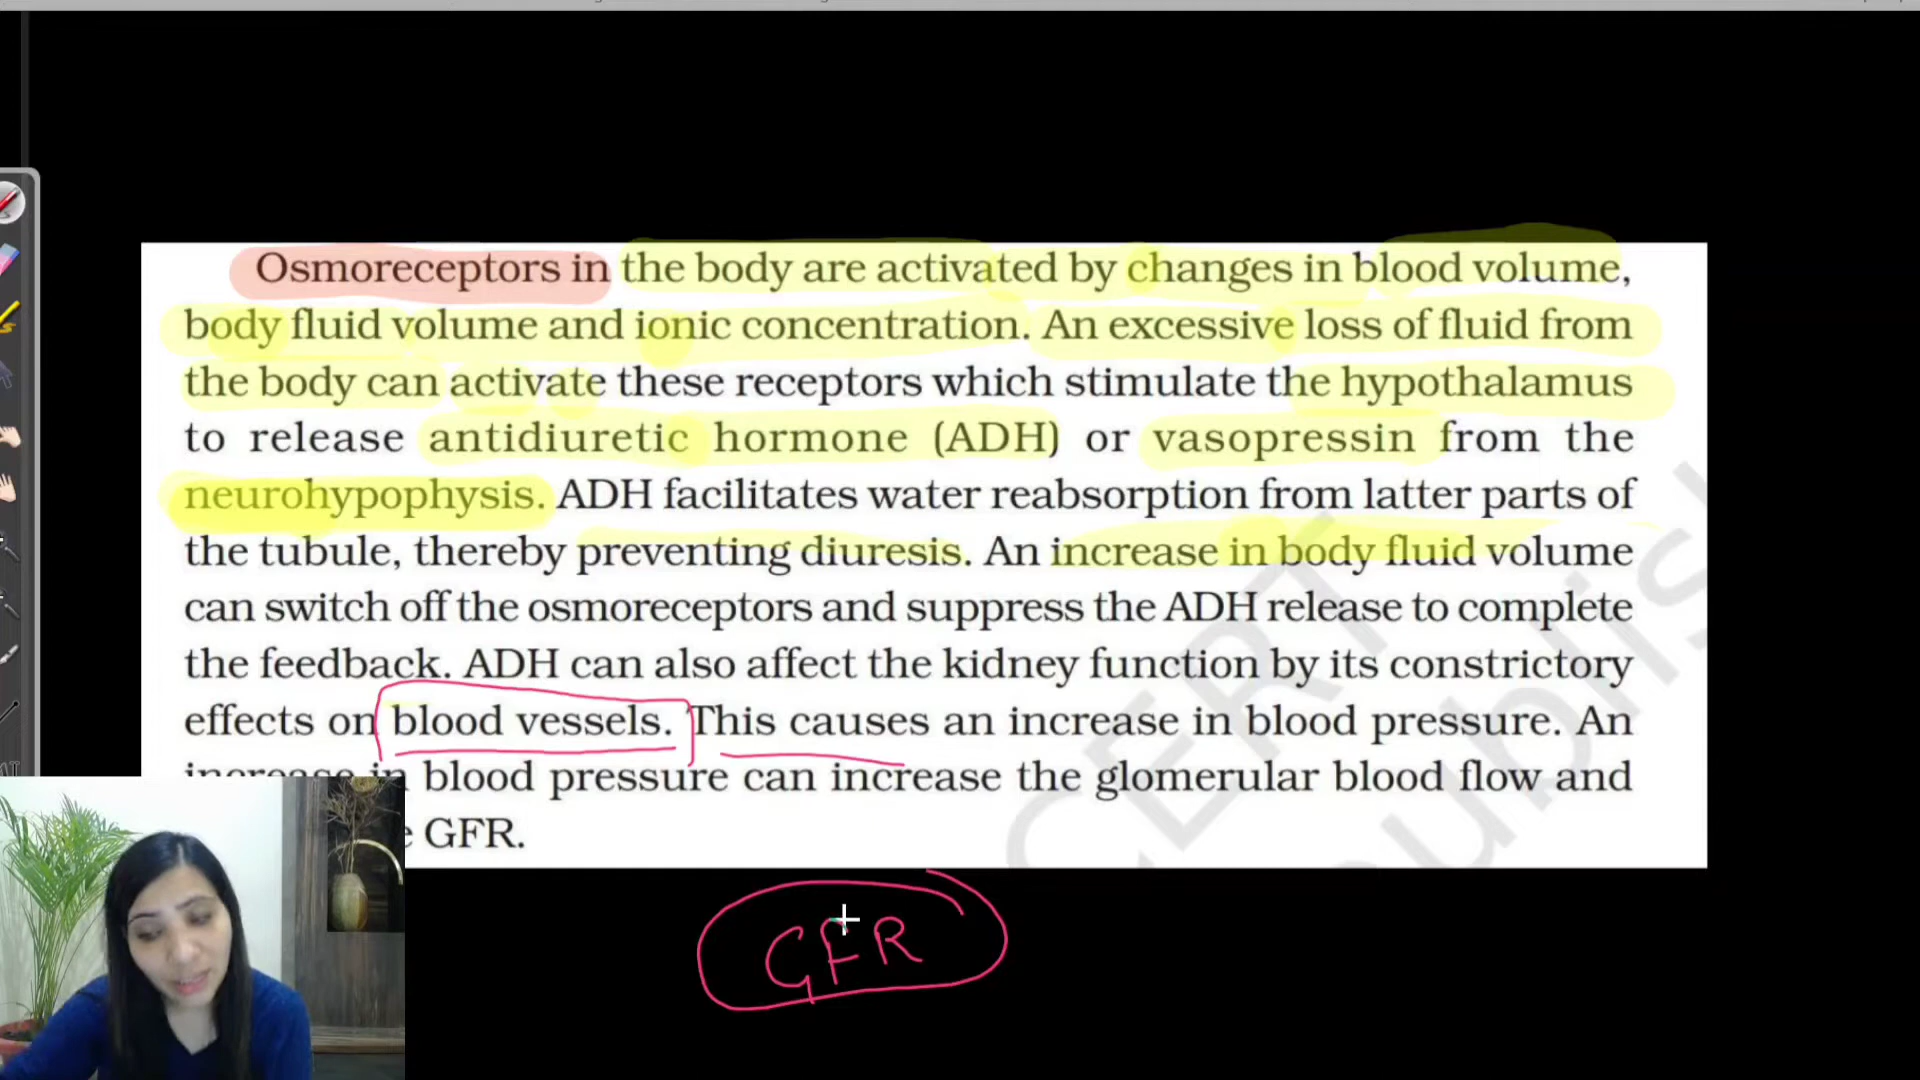 Osmoreceptors in the body are activated by changes in blood volume,
body fluid volume and ionic concentration. An excessive loss of fluid from
the body can activate these receptors which stimulate the hypothalamus
to release antidiuretic hormone (ADH) or vasopressin from the
neurohypophysis. ADH facilitates water reabsorption from latter parts of
the tubule, thereby preventing diuresis. An increase in body fluid volume
can switch off the osmoreceptors and suppress the ADH release to complete
the feedback. ADH can also affect the kidney function by its constrictory
effects on blood vessels. This causes an increase in blood pressure. An
increase in blood pressure can increase the glomerular blood flow and
GFR.
GFR